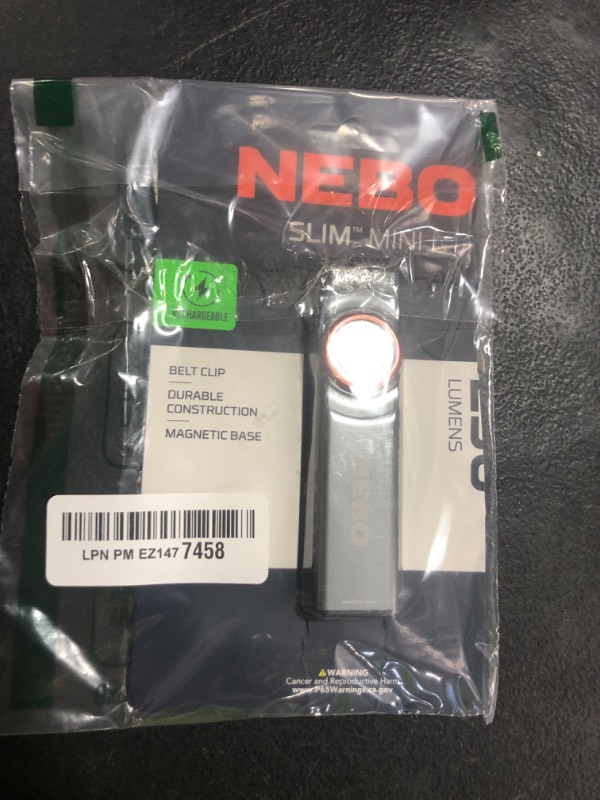 NEBO
SLIM™ MINI
RECHARGEABLE
BELT CLIP
DURABLE
CONSTRUCTION
MAGNETIC BASE
LUMENS
NEBO
LPN PM EZ147 7458
WARNING
Cancer and Reproductive Harm
www.P65Warnings.ca.gov